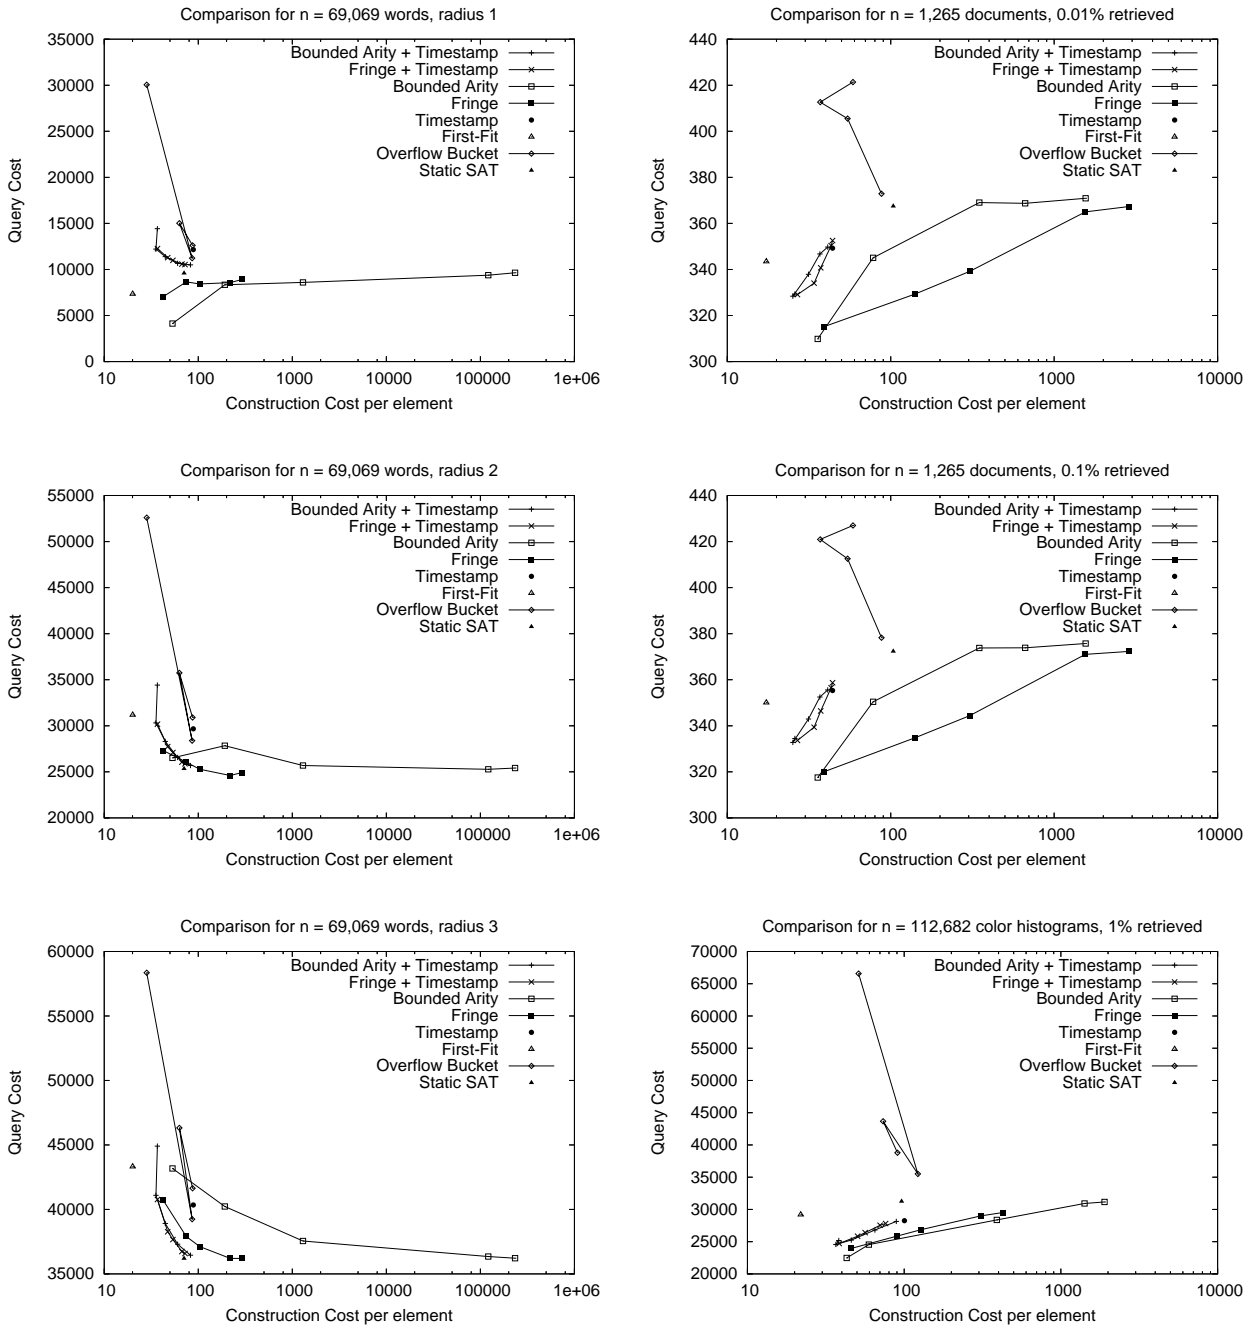 Comparison for n = 69,069 words, radius 1
35000
30000
25000
20000
15000
10000
5000
0
Query Cost
Bounded Arity + Timestamp
Fringe + Timestamp
Bounded Arity
Fringe
Timestamp
First-Fit
Overflow Bucket
Static SAT
10 100 1000 10000 100000 1e+06
Construction Cost per element
Comparison for n = 1,265 documents, 0.01% retrieved
440
420
400
380
360
340
320
300
Query Cost
Bounded Arity + Timestamp
Fringe + Timestamp
Bounded Arity
Fringe
Timestamp
First-Fit
Overflow Bucket
Static SAT
10 100 1000 10000
Construction Cost per element
Comparison for n = 69,069 words, radius 2
55000
50000
45000
40000
35000
30000
25000
20000
Query Cost
Bounded Arity + Timestamp
Fringe + Timestamp
Bounded Arity
Fringe
Timestamp
First-Fit
Overflow Bucket
Static SAT
10 100 1000 10000 100000 1e+06
Construction Cost per element
Comparison for n = 1,265 documents, 0.1% retrieved
440
420
400
380
360
340
320
300
Query Cost
Bounded Arity + Timestamp
Fringe + Timestamp
Bounded Arity
Fringe
Timestamp
First-Fit
Overflow Bucket
Static SAT
10 100 1000 10000
Construction Cost per element
Comparison for n = 69,069 words, radius 3
60000
55000
50000
45000
40000
35000
Query Cost
Bounded Arity + Timestamp
Fringe + Timestamp
Bounded Arity
Fringe
Timestamp
First-Fit
Overflow Bucket
Static SAT
10 100 1000 10000 100000 1e+06
Construction Cost per element
Comparison for n = 112,682 color histograms, 1% retrieved
70000
65000
60000
55000
50000
45000
40000
35000
30000
25000
20000
Query Cost
Bounded Arity + Timestamp
Fringe + Timestamp
Bounded Arity
Fringe
Timestamp
First-Fit
Overflow Bucket
Static SAT
10 100 1000 10000
Construction Cost per element